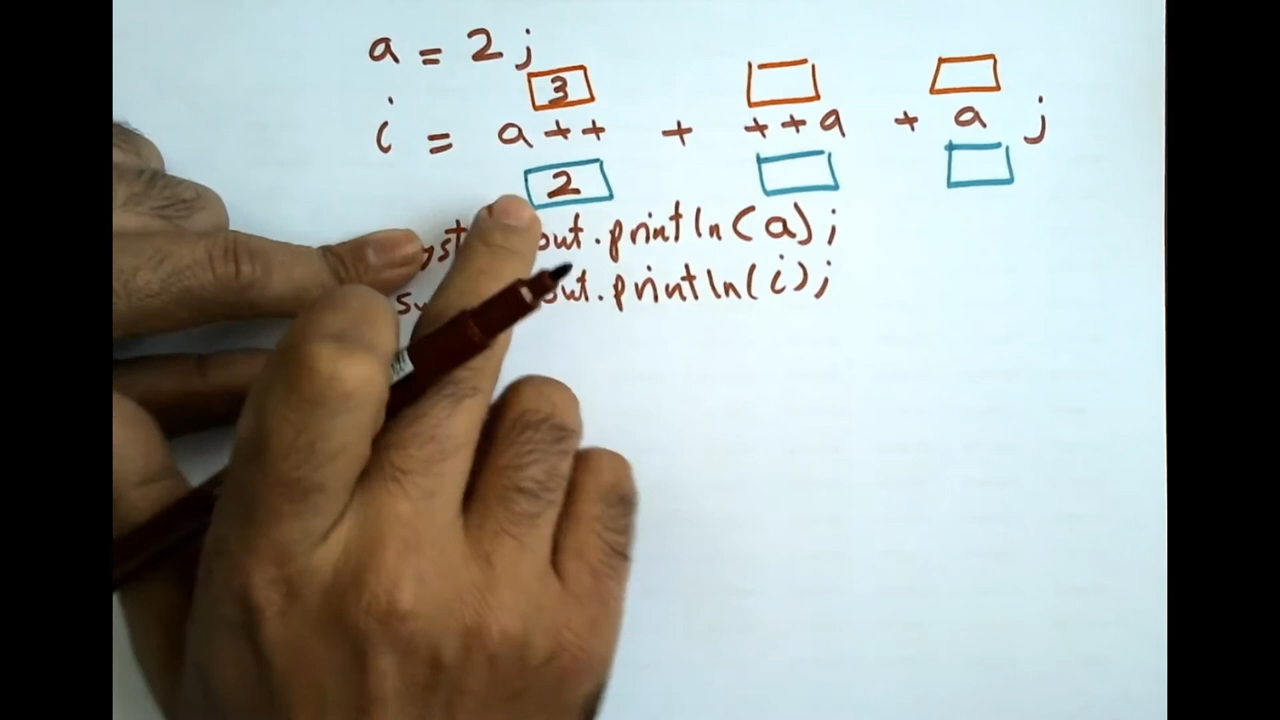 a = 2;
3
i = a++ + ++a + a;
2
out.println(a);
out.println(i);